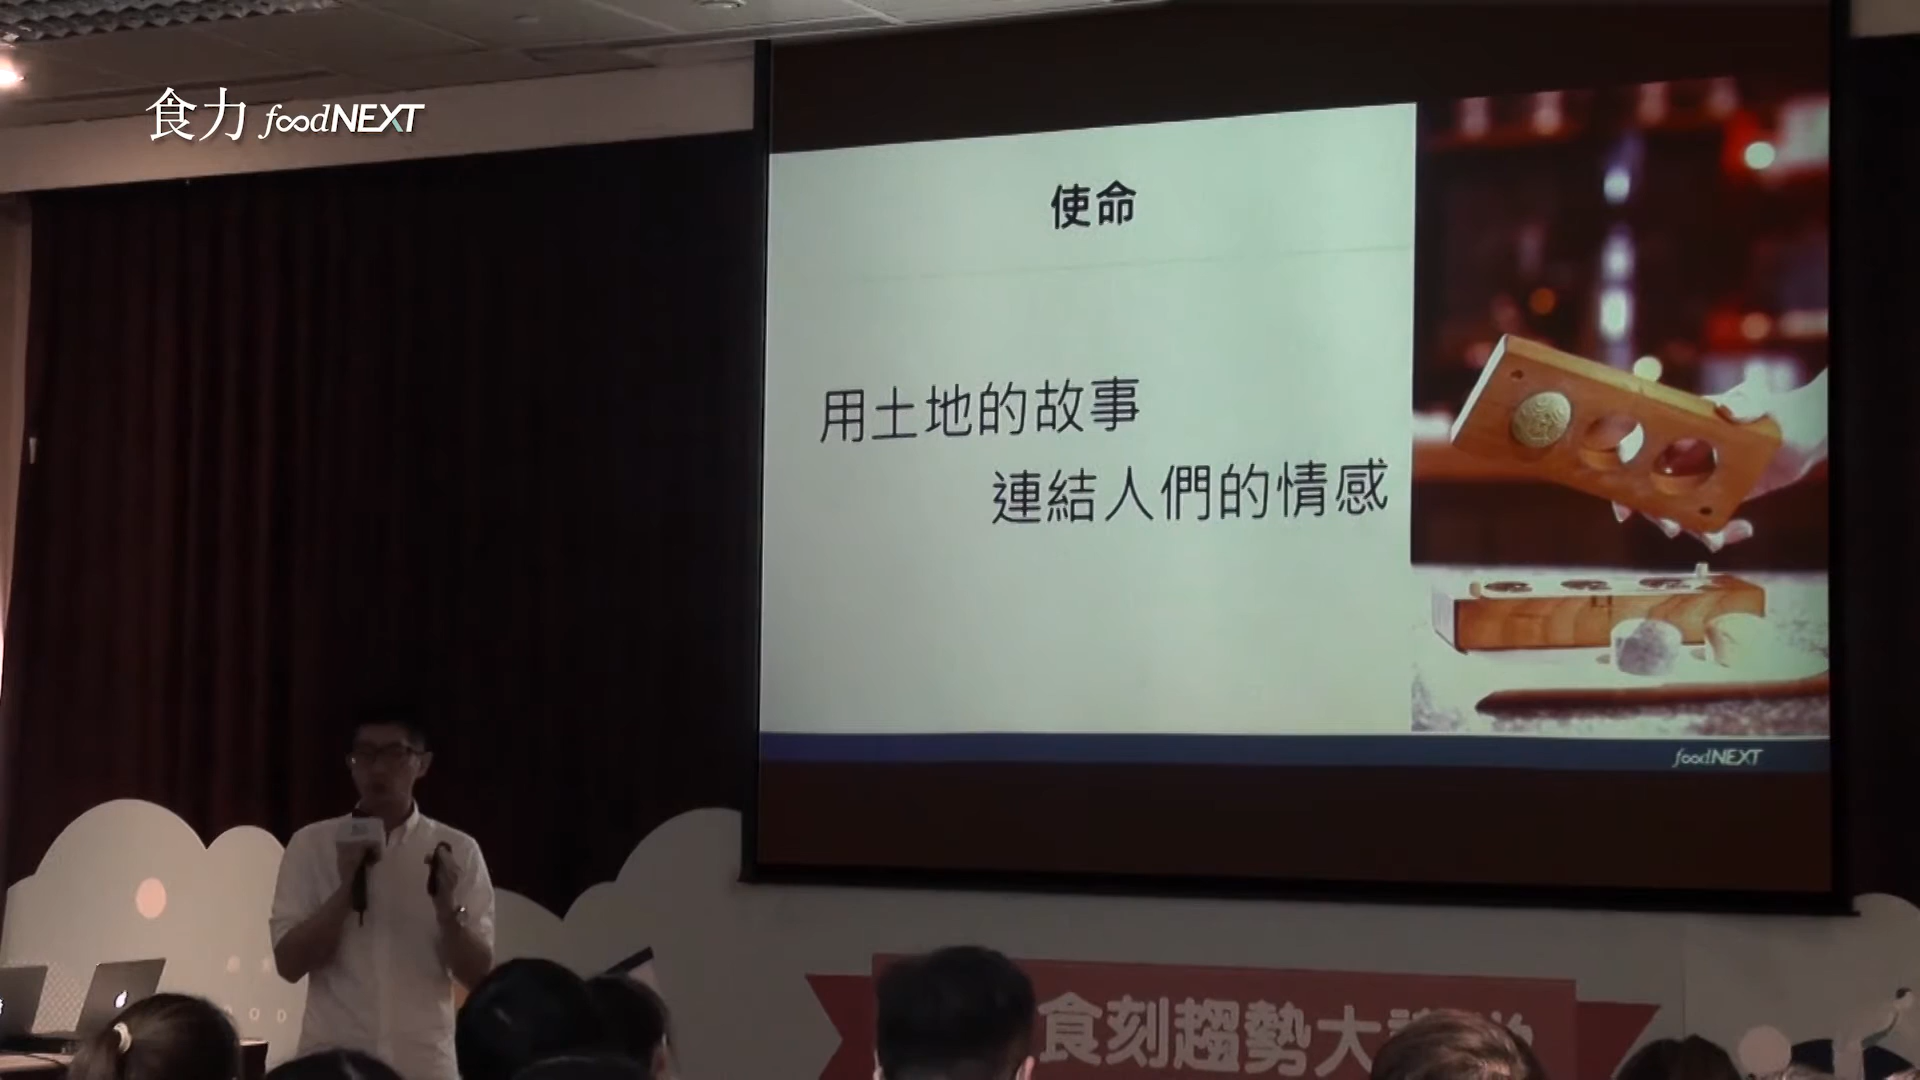 食力 foodNEXT
使命
用土地的故事
連結人們的情感
foodNEXT
食刻趨勢大